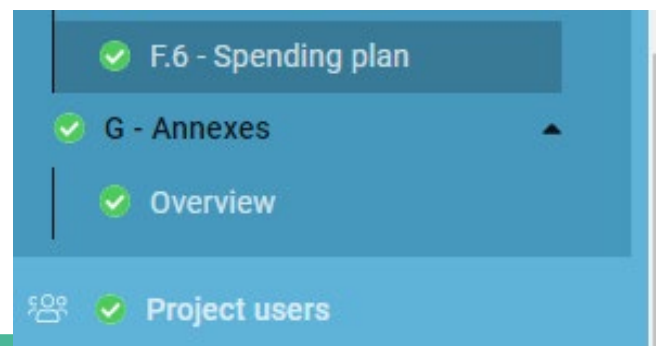 F.6 - Spending plan
G - Annexes
Overview
Project users